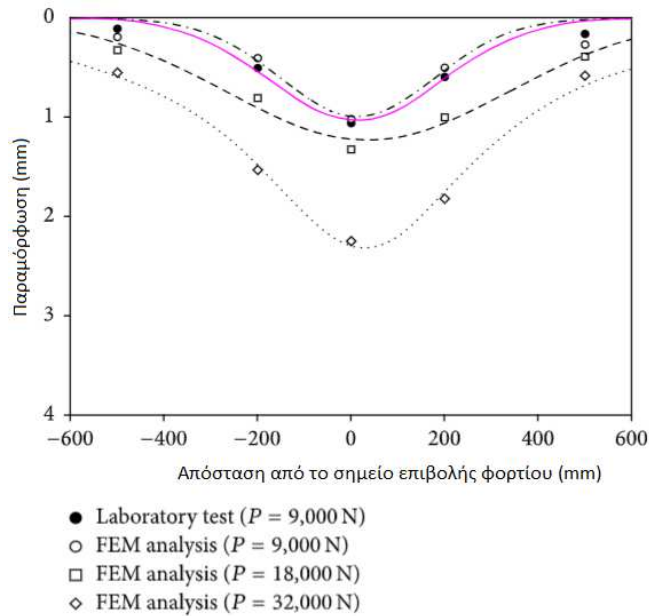 0
1
2
3
4
Παραμόρφωση (mm)
−600 −400 −200 0 200 400 600
Απόσταση από το σημείο επιβολής φορτίου (mm)
Laboratory test (P = 9,000 N)
FEM analysis (P = 9,000 N)
FEM analysis (P = 18,000 N)
FEM analysis (P = 32,000 N)